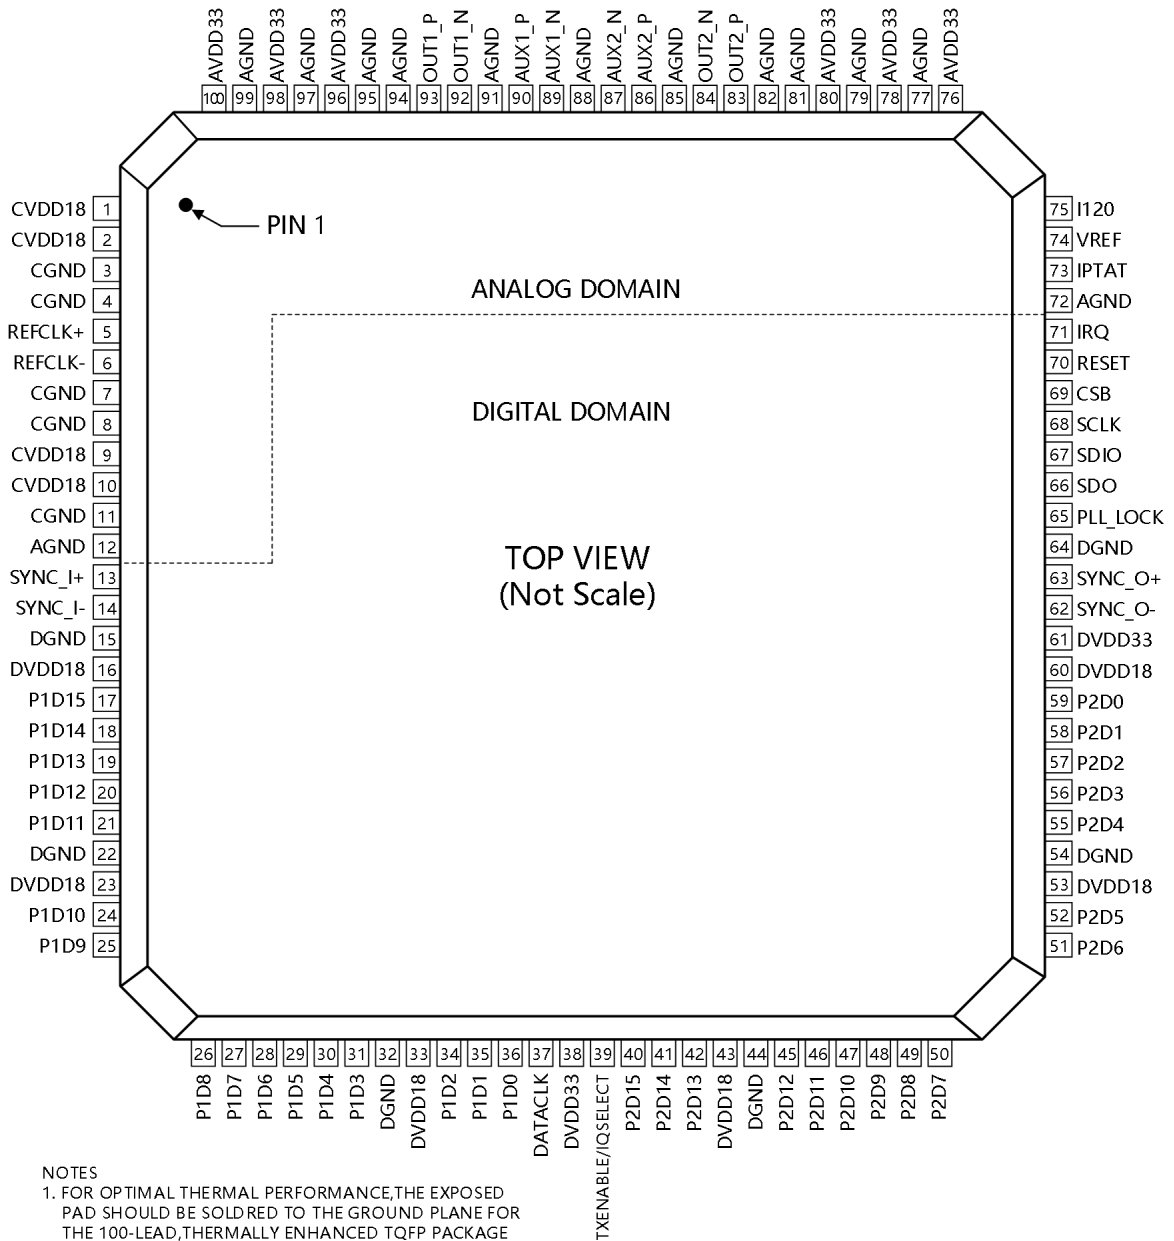 AVDD33 AGND AVDD33 AGND AVDD33 AGND AGND OUT1_P OUT1_N AGND AUX1_P AUX1_N AGND AUX2_N AUX2_P AGND OUT2_N OUT2_P AGND AGND AVDD33 AGND AVDD33 AGND AVDD33
100 99 98 97 96 95 94 93 92 91 90 89 88 87 86 85 84 83 82 81 80 79 78 77 76
CVDD18 1
CVDD18 2
CGND 3
CGND 4
REFCLK+ 5
REFCLK- 6
CGND 7
CGND 8
CVDD18 9
CVDD18 10
CGND 11
AGND 12
SYNC_I+ 13
SYNC_I- 14
DGND 15
DVDD18 16
P1D15 17
P1D14 18
P1D13 19
P1D12 20
P1D11 21
DGND 22
DVDD18 23
P1D10 24
P1D9 25
PIN 1
ANALOG DOMAIN
DIGITAL DOMAIN
TOP VIEW
(Not Scale)
75 I120
74 VREF
73 IPTAT
72 AGND
71 IRQ
70 RESET
69 CSB
68 SCLK
67 SDIO
66 SDO
65 PLL_LOCK
64 DGND
63 SYNC_O+
62 SYNC_O-
61 DVDD33
60 DVDD18
59 P2D0
58 P2D1
57 P2D2
56 P2D3
55 P2D4
54 DGND
53 DVDD18
52 P2D5
51 P2D6
26 27 28 29 30 31 32 33 34 35 36 37 38 39 40 41 42 43 44 45 46 47 48 49 50
P1D8 P1D7 P1D6 P1D5 P1D4 P1D3 DGND DVDD18 P1D2 P1D1 P1D0 DATACLK DVDD33 TXENABLE/IQSELECT P2D15 P2D14 P2D13 DVDD18 DGND P2D12 P2D11 P2D10 P2D9 P2D8 P2D7
NOTES
1. FOR OPTIMAL THERMAL PERFORMANCE,THE EXPOSED
PAD SHOULD BE SOLDRED TO THE GROUND PLANE FOR
THE 100-LEAD,THERMALLY ENHANCED TQFP PACKAGE